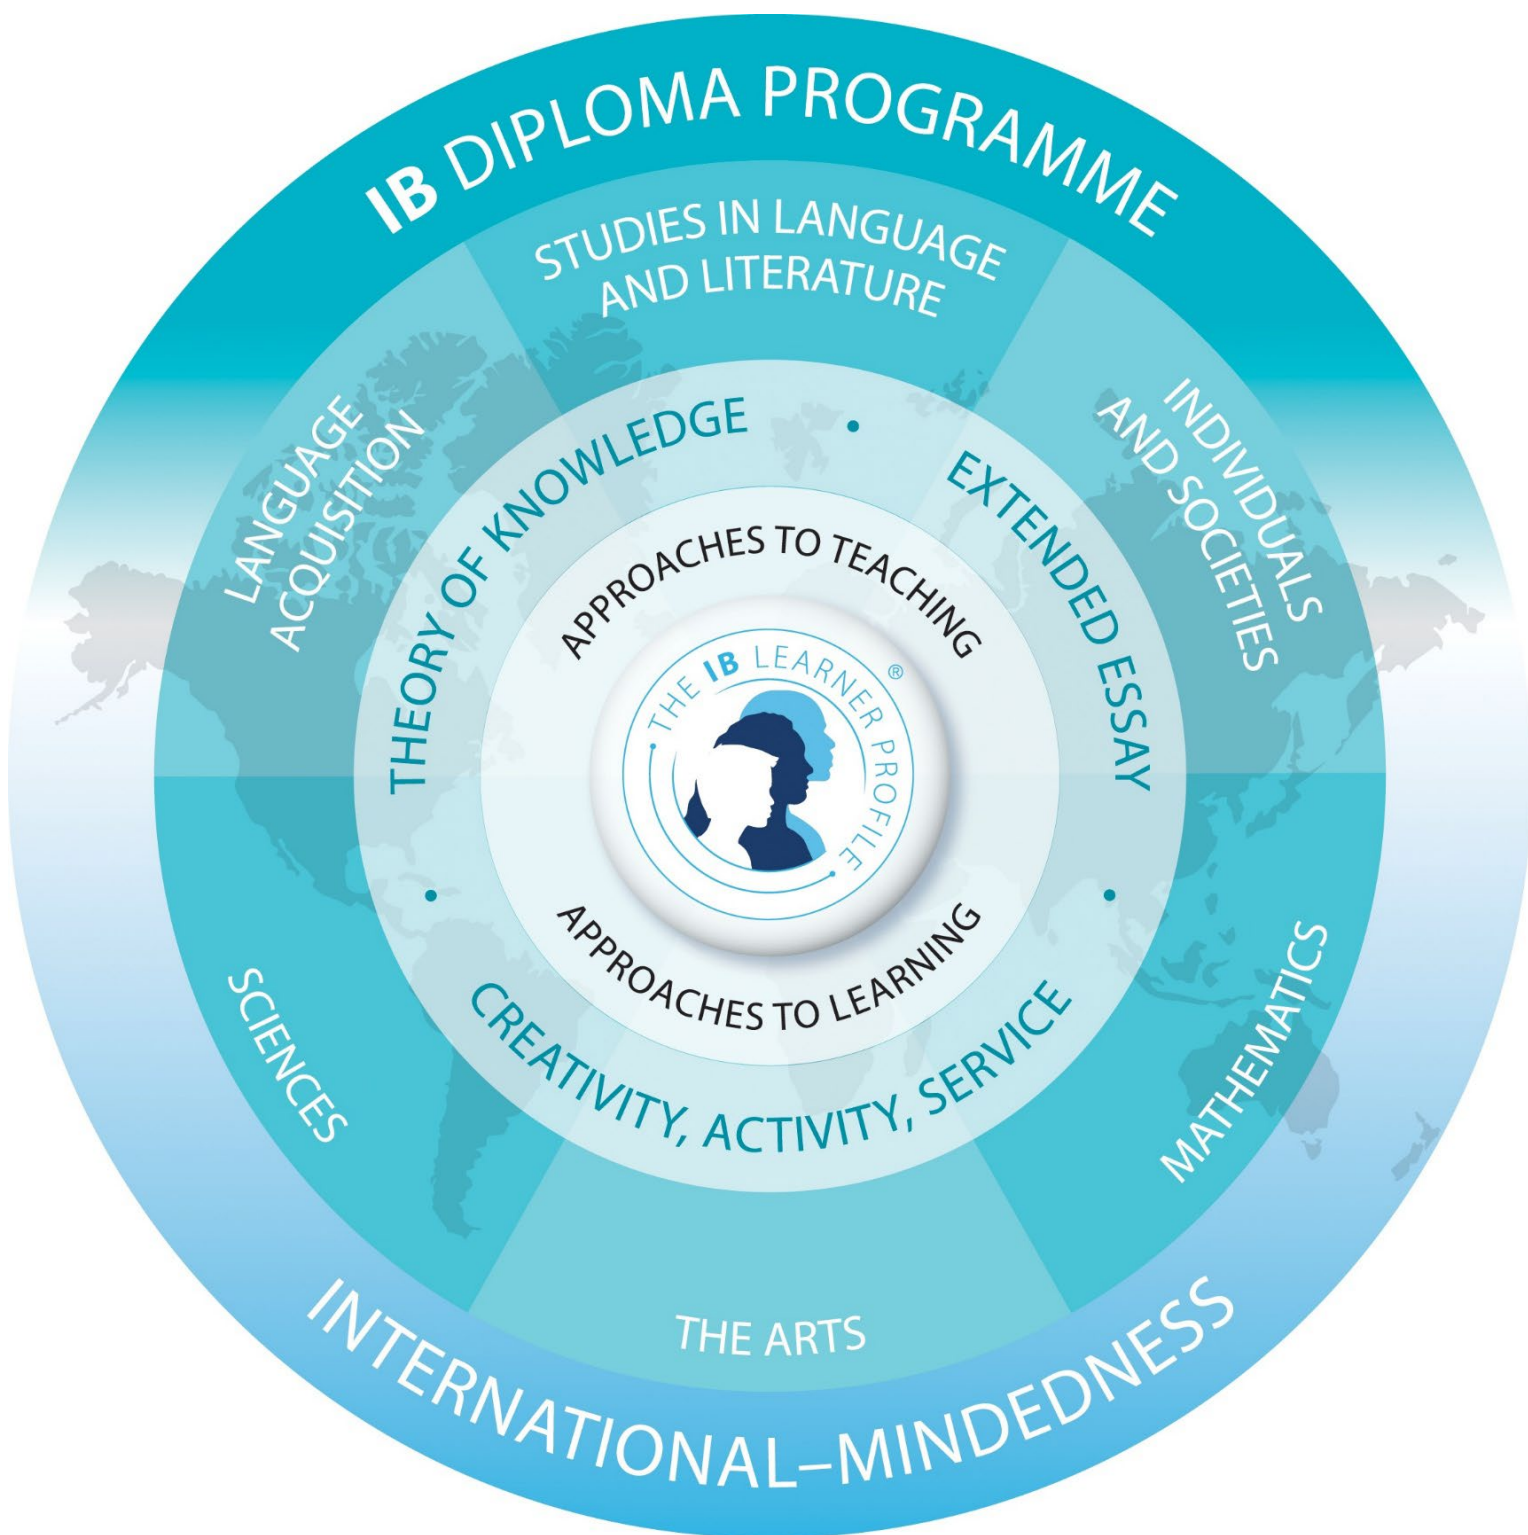 IB DIPLOMA PROGRAMME
STUDIES IN LANGUAGE
AND LITERATURE
LANGUAGE
ACQUISITION
INDIVIDUALS
AND SOCIETIES
THEORY OF KNOWLEDGE
•
EXTENDED ESSAY
•
CREATIVITY, ACTIVITY, SERVICE
•
APPROACHES TO TEACHING
THE IB LEARNER PROFILE®
APPROACHES TO LEARNING
SCIENCES
MATHEMATICS
THE ARTS
INTERNATIONAL–MINDEDNESS